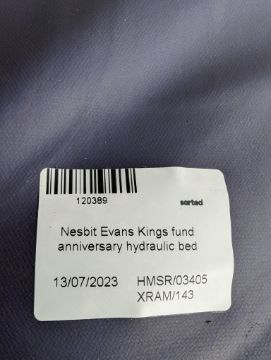 120389
sorted
Nesbit Evans Kings fund
anniversary hydraulic bed
13/07/2023 HMSR/03405
XRAM/143